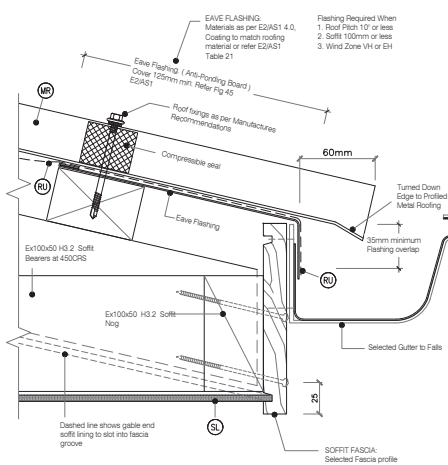 EAVE FLASHING:
Materials as per E2/AS1 4.0,
Coating to match roofing
material or refer E2/AS1
Table 21
Flashing Required When
1. Roof Pitch 10° or less
2. Soffit 100mm or less
3. Wind Zone VH or EH
Eave Flashing. ( Anti-Ponding Board )
Cover 125mm min. Refer Fig 45
E2/AS1
MR
Roof fixings as per Manufactures
Recommendations
Compressible seal
60mm
RU
Turned Down
Edge to Profiled
Metal Roofing
Eave Flashing
35mm minimum
Flashing overlap
Ex100x50 H3.2 Soffit
Bearers at 450CRS
RU
Ex100x50 H3.2 Soffit
Nog
Selected Gutter to Falls
25
Dashed line shows gable end
soffit lining to slot into fascia
groove
SL
SOFFIT FASCIA:
Selected Fascia profile